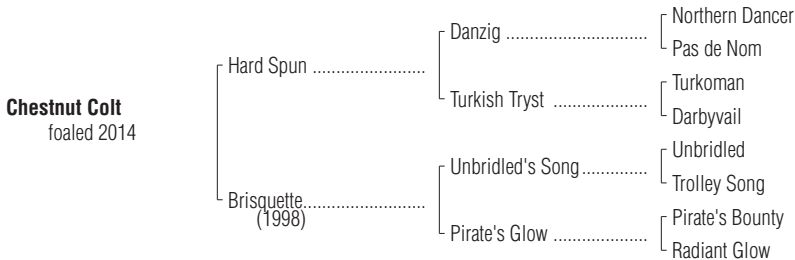 Northern Dancer
Danzig ..............................
Pas de Nom
Hard Spun ........................
Turkoman
Turkish Tryst ....................
Darbyvail
Chestnut Colt
foaled 2014
Unbridled
Unbridled's Song..............
Trolley Song
Brisquette..........................
(1998)
Pirate's Bounty
Pirate's Glow ....................
Radiant Glow